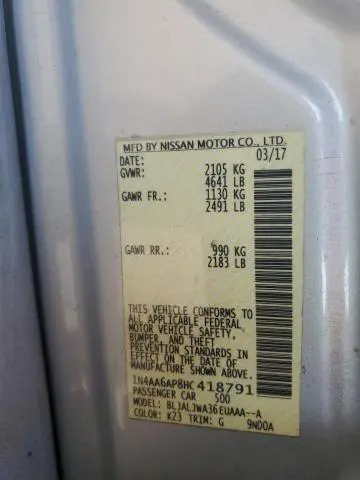 MFD BY NISSAN MOTOR CO., LTD.
DATE: 03/17
GVWR: 2105 KG
4641 LB
GAWR FR.: 1130 KG
2491 LB
GAWR RR.: 990 KG
2183 LB
THIS VEHICLE CONFORMS TO
ALL APPLICABLE FEDERAL
MOTOR VEHICLE SAFETY,
BUMPER, AND THEFT
PREVENTION STANDARDS IN
EFFECT ON THE DATE OF
MANUFACTURE SHOWN ABOVE.
1N4AA6AP8HC418791
PASSENGER CAR S00
MODEL: BLJALJWA36EUAAA--A
COLOR: K23 TRIM: G 9N00A